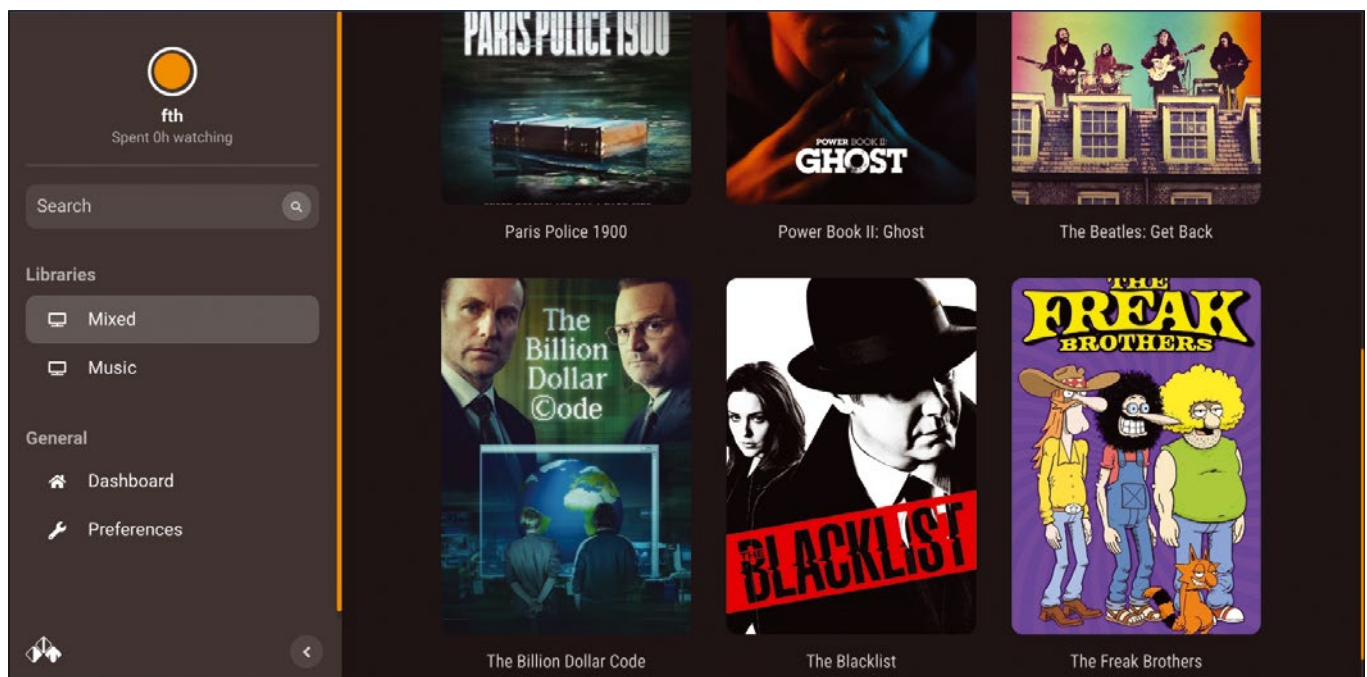 fth
Spent 0h watching
Search
Libraries
Mixed
Music
General
Dashboard
Preferences
PARIS POLICE 1900
POWER BOOK II:
GHOST
Paris Police 1900
Power Book II: Ghost
The Beatles: Get Back
The
Billion
Dollar
©ode
THE
BLACKLIST
THE
FREAK
BROTHERS
The Billion Dollar Code
The Blacklist
The Freak Brothers